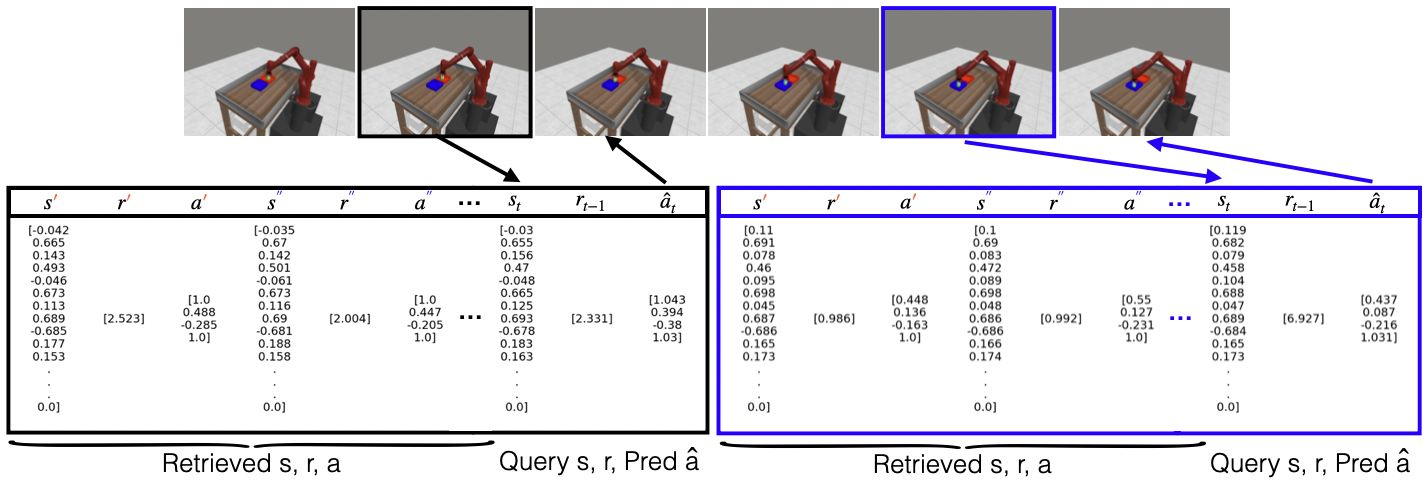 s′ r′ a′ s″ r″ a″ ··· s_t r_{t−1} â_t
[-0.042 [-0.035 [-0.03
0.665 0.67 0.655
0.143 0.142 0.156
0.493 0.501 0.47
-0.046 -0.061 -0.048
0.673 0.673 0.665
0.113 0.116 0.125
0.689 0.69 0.693
-0.685 -0.681 -0.678
0.177 0.188 0.183
0.153 0.158 0.163
. . .
. . .
. . .
0.0] 0.0] 0.0]
[2.523]
[1.0
0.488
-0.285
1.0]
[2.004]
[1.0
0.447
-0.205
1.0]
···
[2.331]
[1.043
0.394
-0.38
1.03]
Retrieved s, r, a
Query s, r, Pred â
s′ r′ a′ s″ r″ a″ ··· s_t r_{t−1} â_t
[0.11 [0.1 [0.119
0.691 0.69 0.682
0.078 0.083 0.079
0.46 0.472 0.458
0.095 0.089 0.104
0.698 0.698 0.688
0.045 0.048 0.047
0.687 0.686 0.689
-0.686 -0.686 -0.684
0.165 0.166 0.165
0.173 0.174 0.173
. . .
. . .
. . .
0.0] 0.0] 0.0]
[0.986]
[0.448
0.136
-0.163
1.0]
[0.992]
[0.55
0.127
-0.231
1.0]
···
[6.927]
[0.437
0.087
-0.216
1.031]
Retrieved s, r, a
Query s, r, Pred â